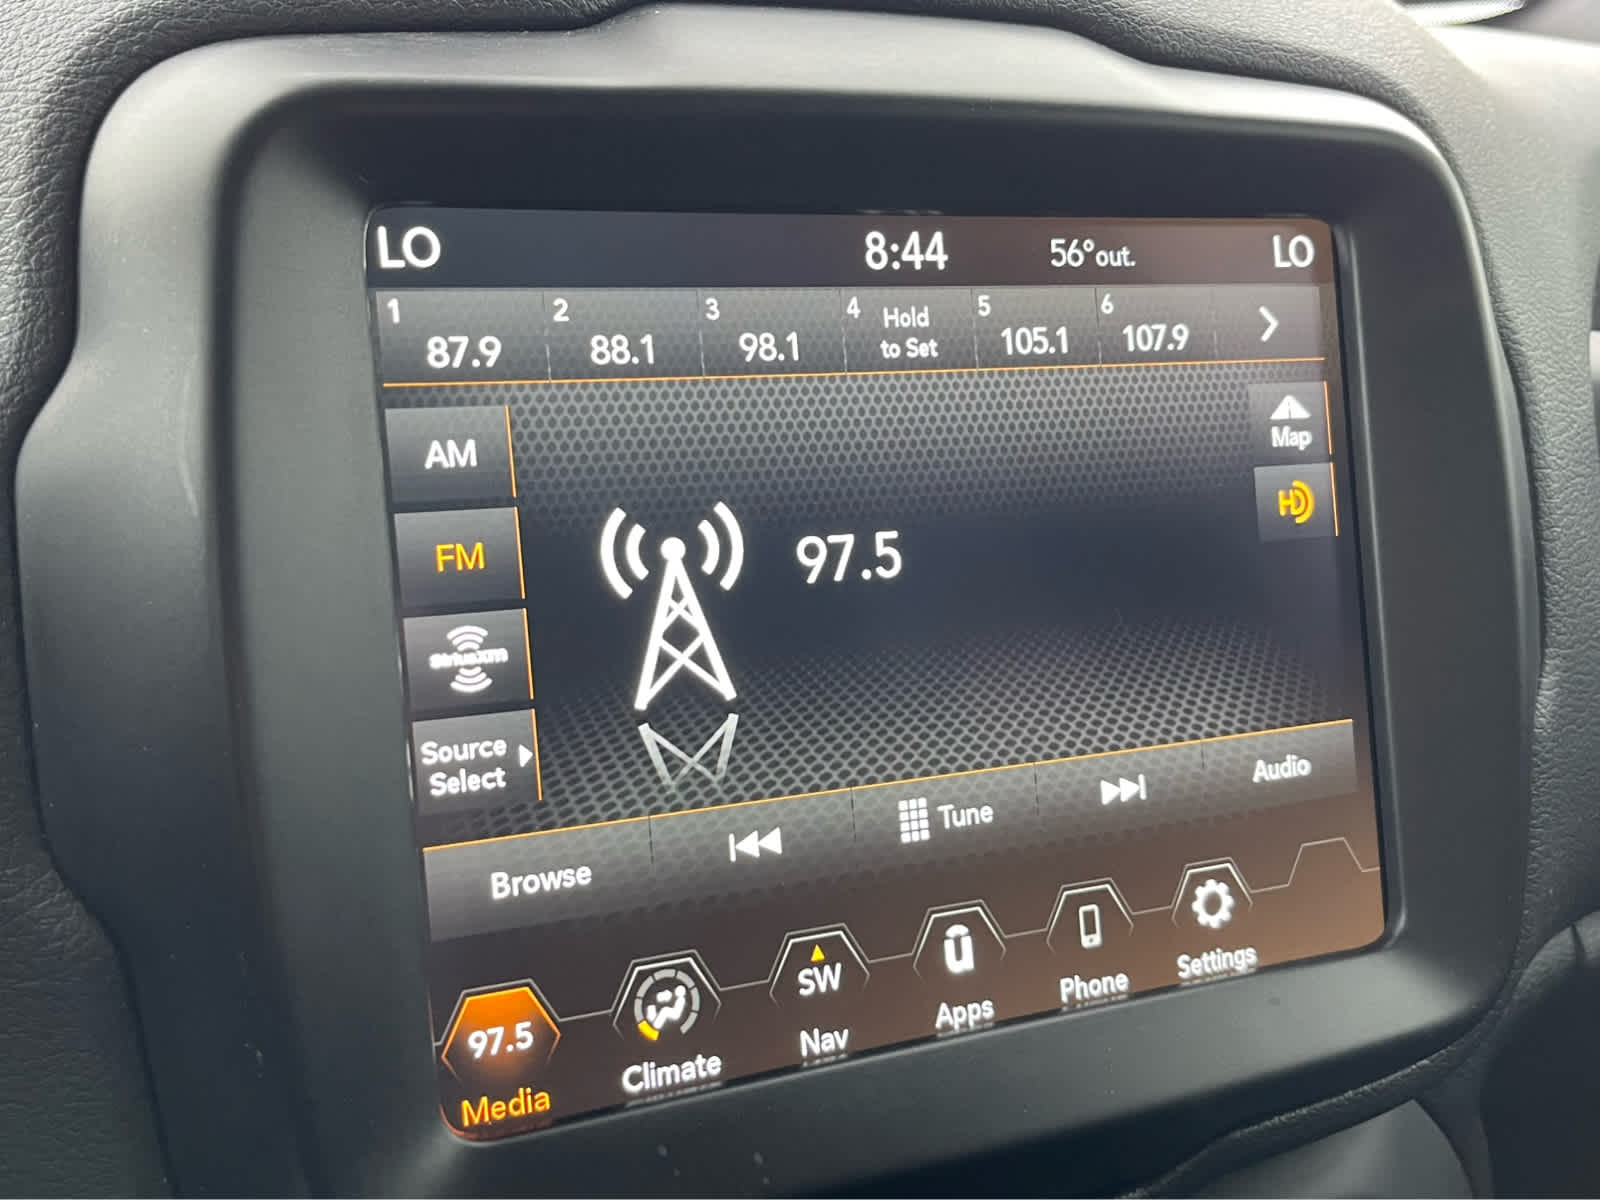 LO 8:44 56° out. LO
1 2 3 4 5 6
87.9 88.1 98.1 Hold to Set 105.1 107.9
AM
Map
FM
HD
97.5
siriusxm
Source
Select
Browse Tune Audio
97.5 SW
Media Climate Nav Apps Phone Settings